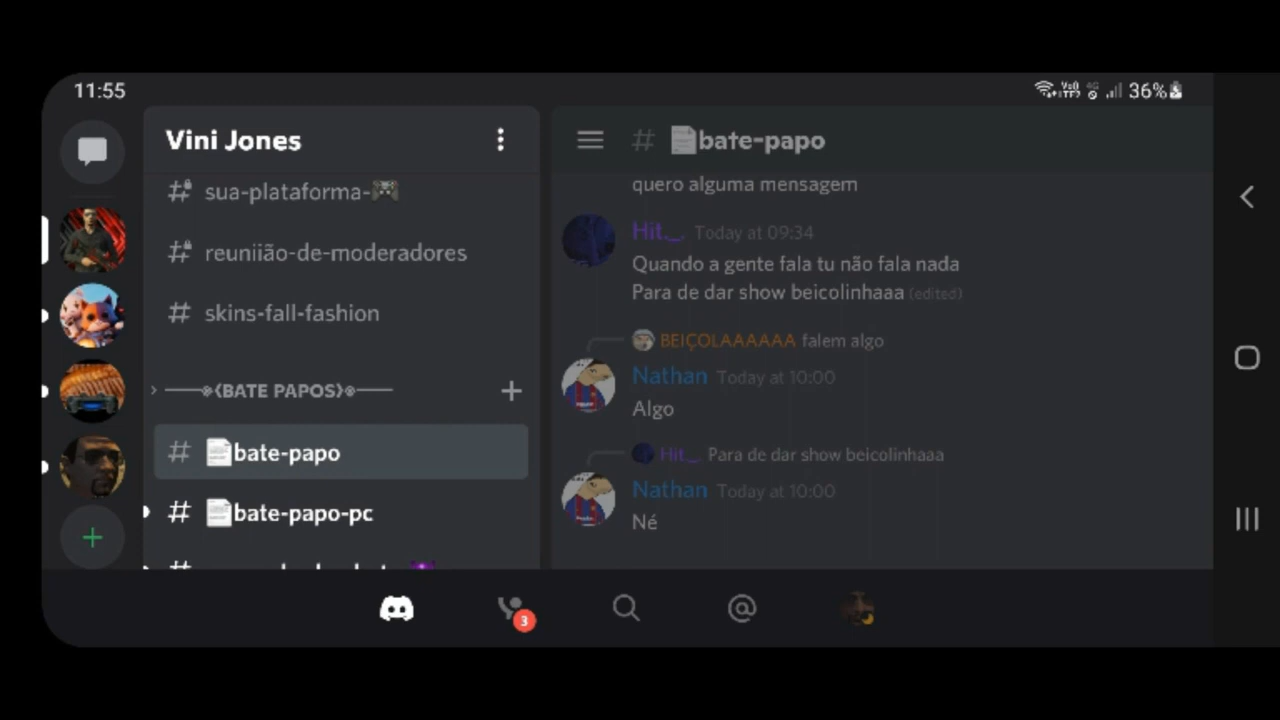 11:55
36%
Vini Jones
# sua-plataforma-🎮
# reuniião-de-moderadores
# skins-fall-fashion
──⨳{BATE PAPOS}⨳──
# 📄bate-papo
# 📄bate-papo-pc
# 📄bate-papo
quero alguma mensagem
Hit._. Today at 09:34
Quando a gente fala tu não fala nada
Para de dar show beicolinhaaa (edited)
BEIÇOLAAAAAA falem algo
Nathan Today at 10:00
Algo
Hit._. Para de dar show beicolinhaaa
Nathan Today at 10:00
Né
3